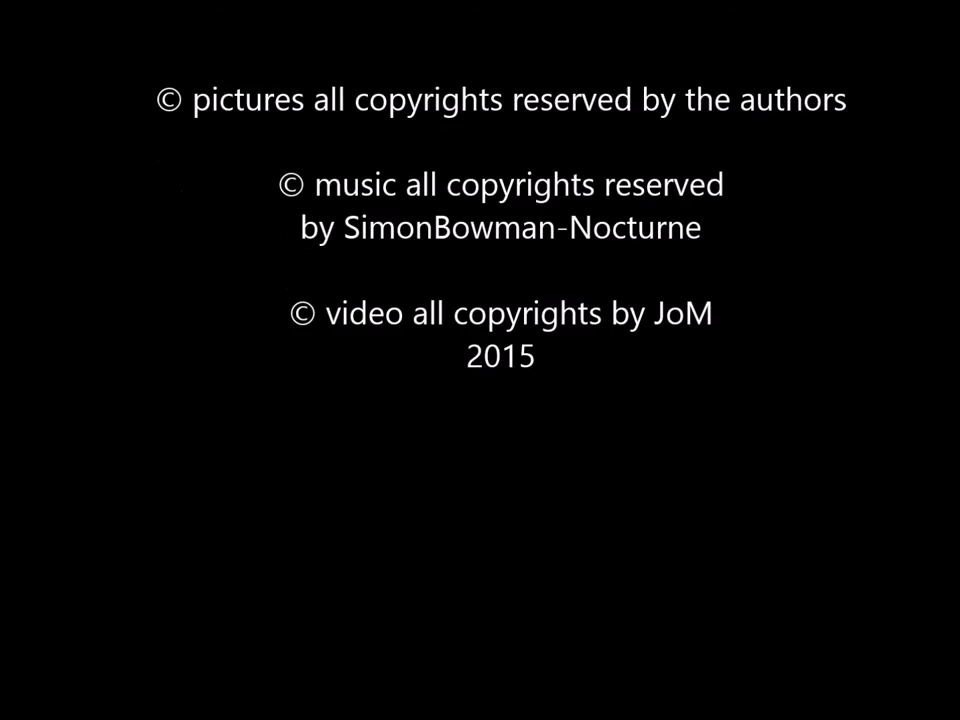 © pictures all copyrights reserved by the authors
© music all copyrights reserved
by SimonBowman-Nocturne
© video all copyrights by JoM
2015